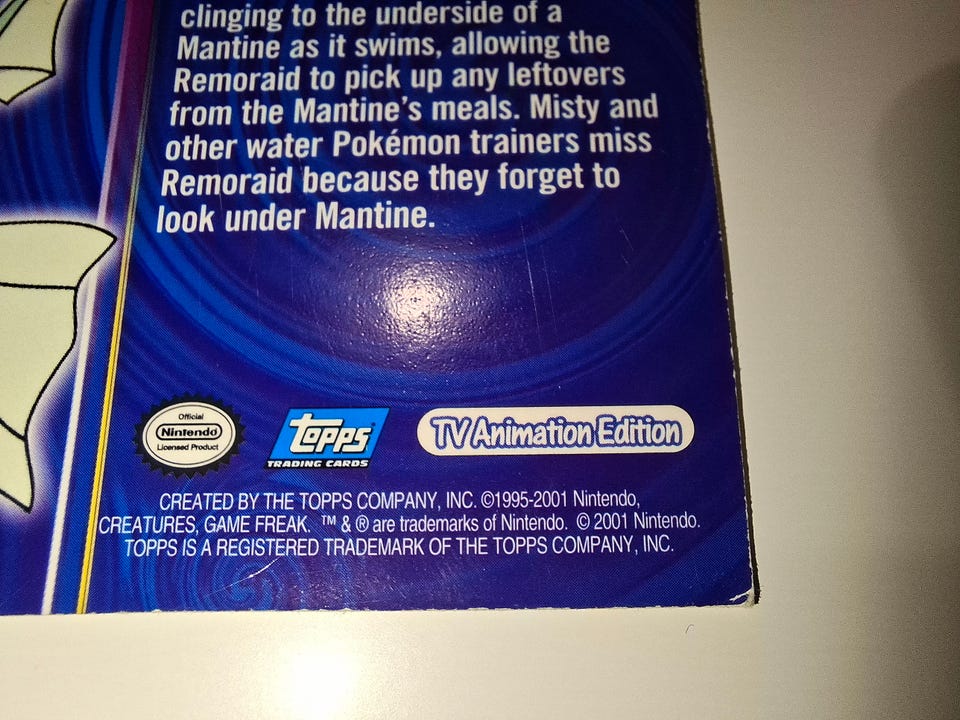 clinging to the underside of a
Mantine as it swims, allowing the
Remoraid to pick up any leftovers
from the Mantine's meals. Misty and
other water Pokémon trainers miss
Remoraid because they forget to
look under Mantine.
Official
Nintendo
Licensed Product
topps®
TRADING CARDS
TV Animation Edition
CREATED BY THE TOPPS COMPANY, INC. ©1995-2001 Nintendo,
CREATURES, GAME FREAK. ™ & ® are trademarks of Nintendo. © 2001 Nintendo.
TOPPS IS A REGISTERED TRADEMARK OF THE TOPPS COMPANY, INC.